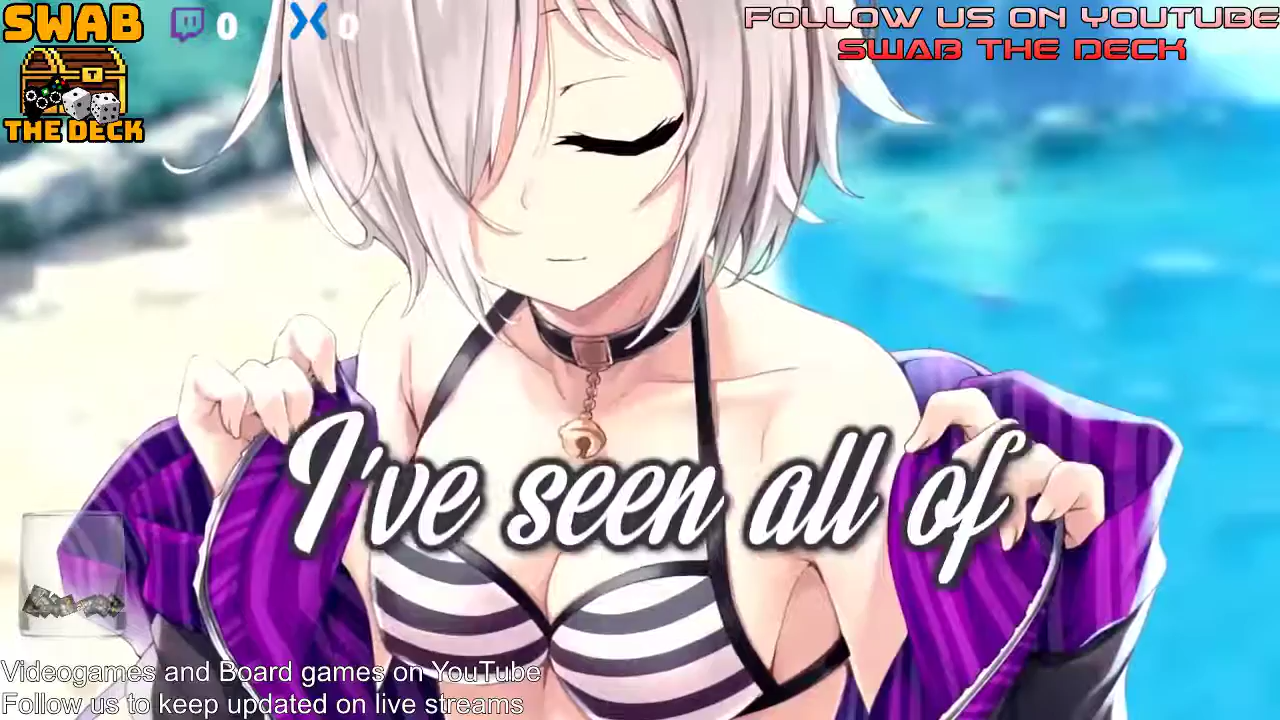 SWAB
THE DECK
0
0
FOLLOW US ON YOUTUBE
SWAB THE DECK
I've seen all of
Videogames and Board games on YouTube
Follow us to keep updated on live streams